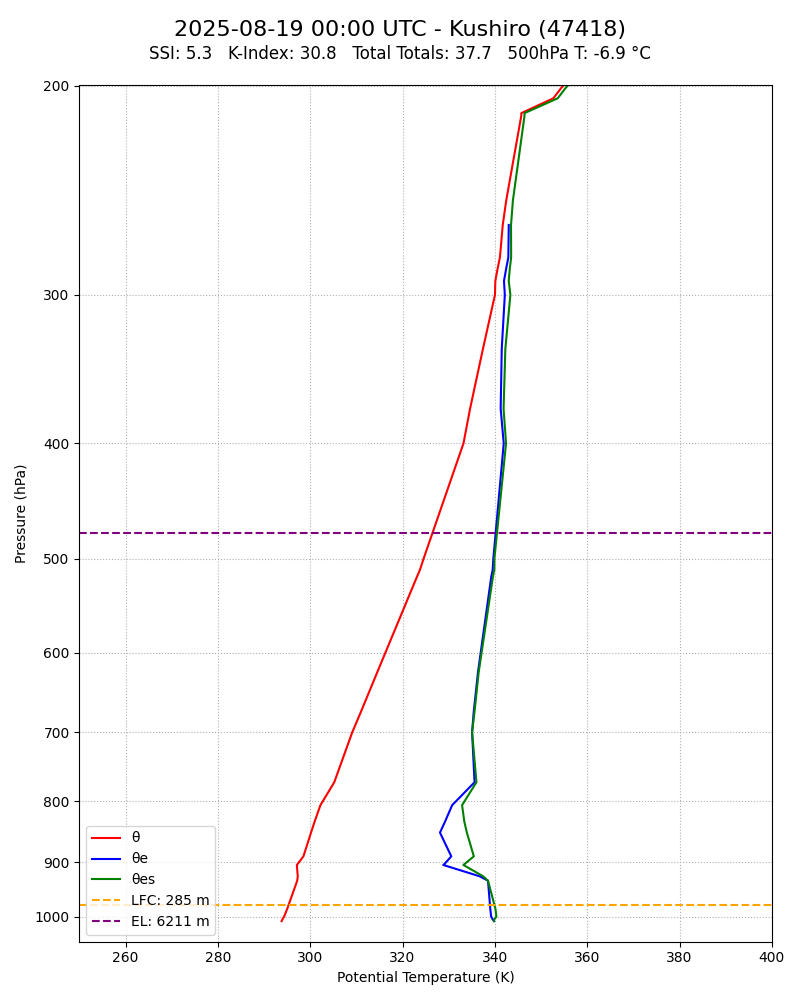 2025-08-19 00:00 UTC - Kushiro (47418)
SSI: 5.3 K-Index: 30.8 Total Totals: 37.7 500hPa T: -6.9 °C
200
300
400
500
600
700
800
900
1000
Pressure (hPa)
θ
θe
θes
LFC: 285 m
EL: 6211 m
260 280 300 320 340 360 380 400
Potential Temperature (K)